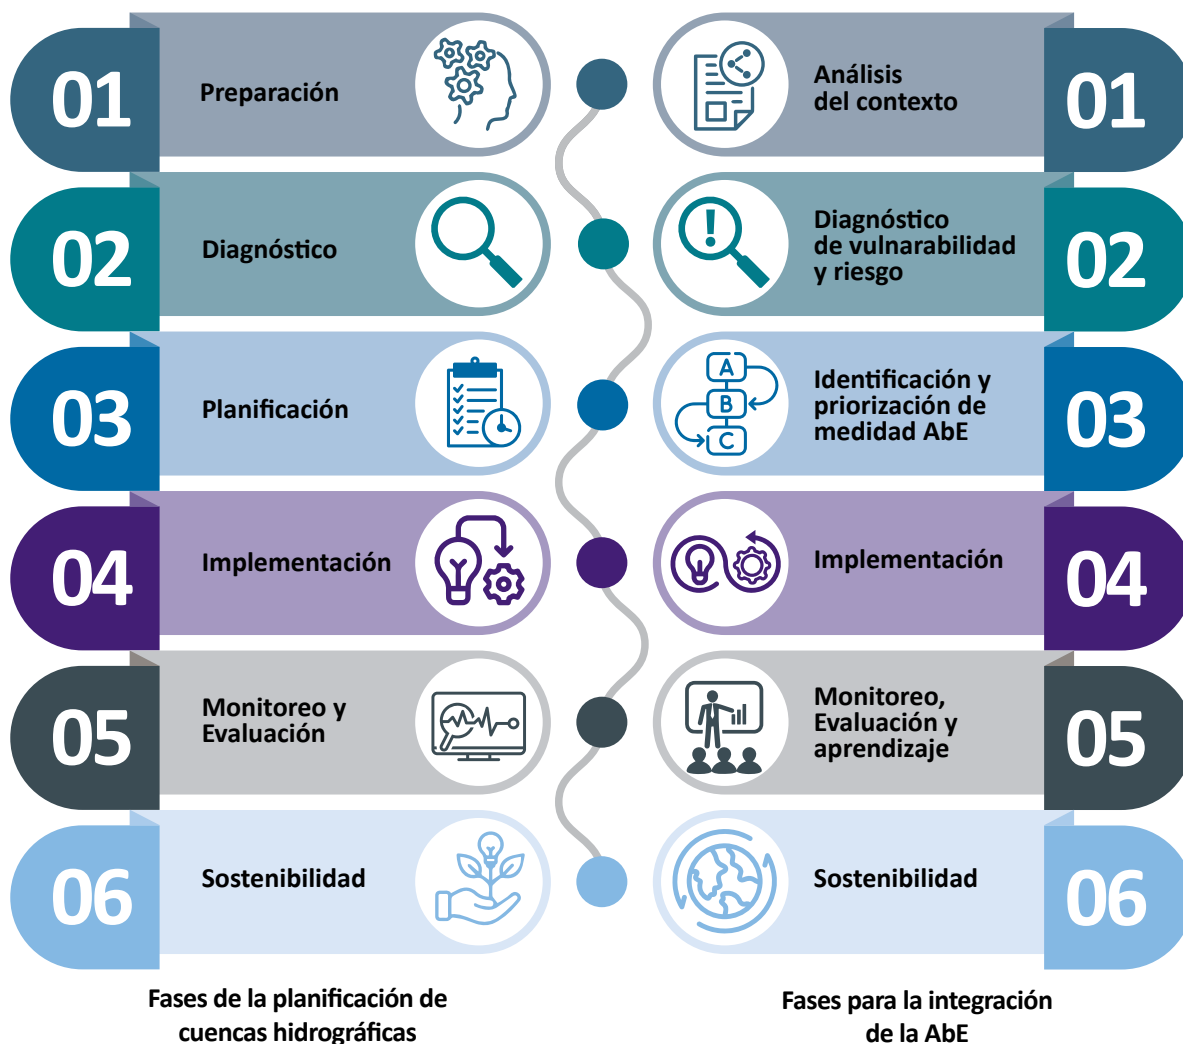 01
Preparación
Análisis
del contexto
01
02
Diagnóstico
Diagnóstico
de vulnarabilidad
y riesgo
02
03
Planificación
A
B
C
Identificación y
priorización de
medidad AbE
03
04
Implementación
Implementación
04
05
Monitoreo y
Evaluación
Monitoreo,
Evaluación y
aprendizaje
05
06
Sostenibilidad
Sostenibilidad
06
Fases de la planificación de
cuencas hidrográficas
Fases para la integración
de la AbE